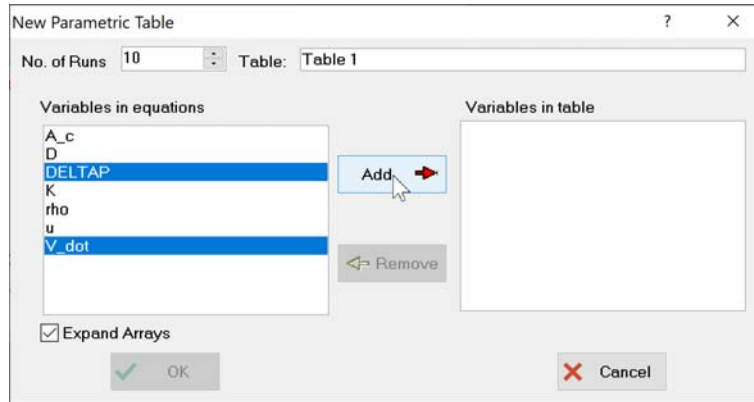 New Parametric Table ? ×
No. of Runs 10 Table: Table 1
Variables in equations
Variables in table
A_c
D
DELTAP
K
rho
u
V_dot
Add
Remove
Expand Arrays
OK
Cancel